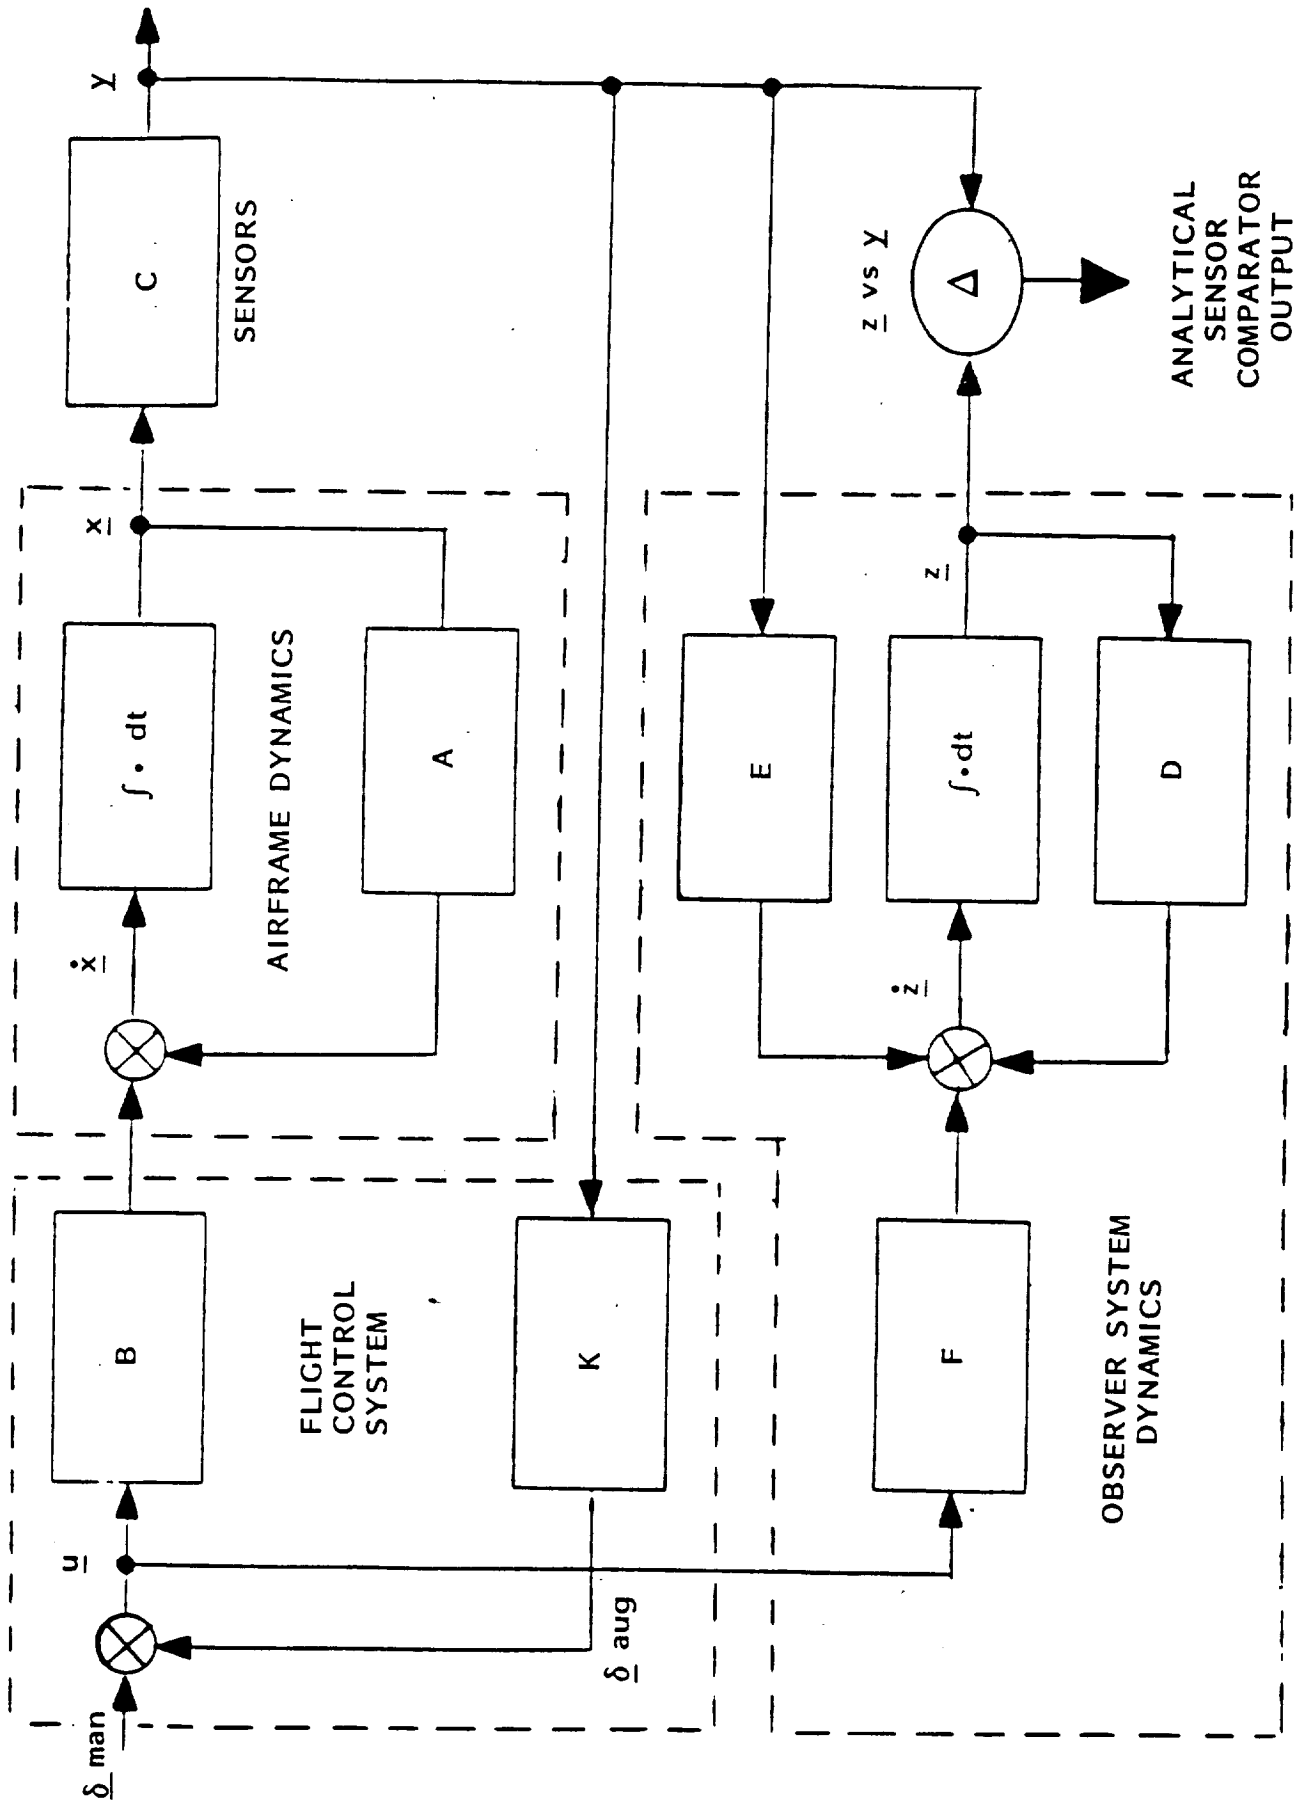 δ man
u
B
ẋ
∫ • dt
x
C
y
SENSORS
AIRFRAME DYNAMICS
A
FLIGHT
CONTROL
SYSTEM
δ aug
K
E
z vs y
F
ż
∫ • dt
z
Δ
D
OBSERVER SYSTEM
DYNAMICS
ANALYTICAL
SENSOR
COMPARATOR
OUTPUT